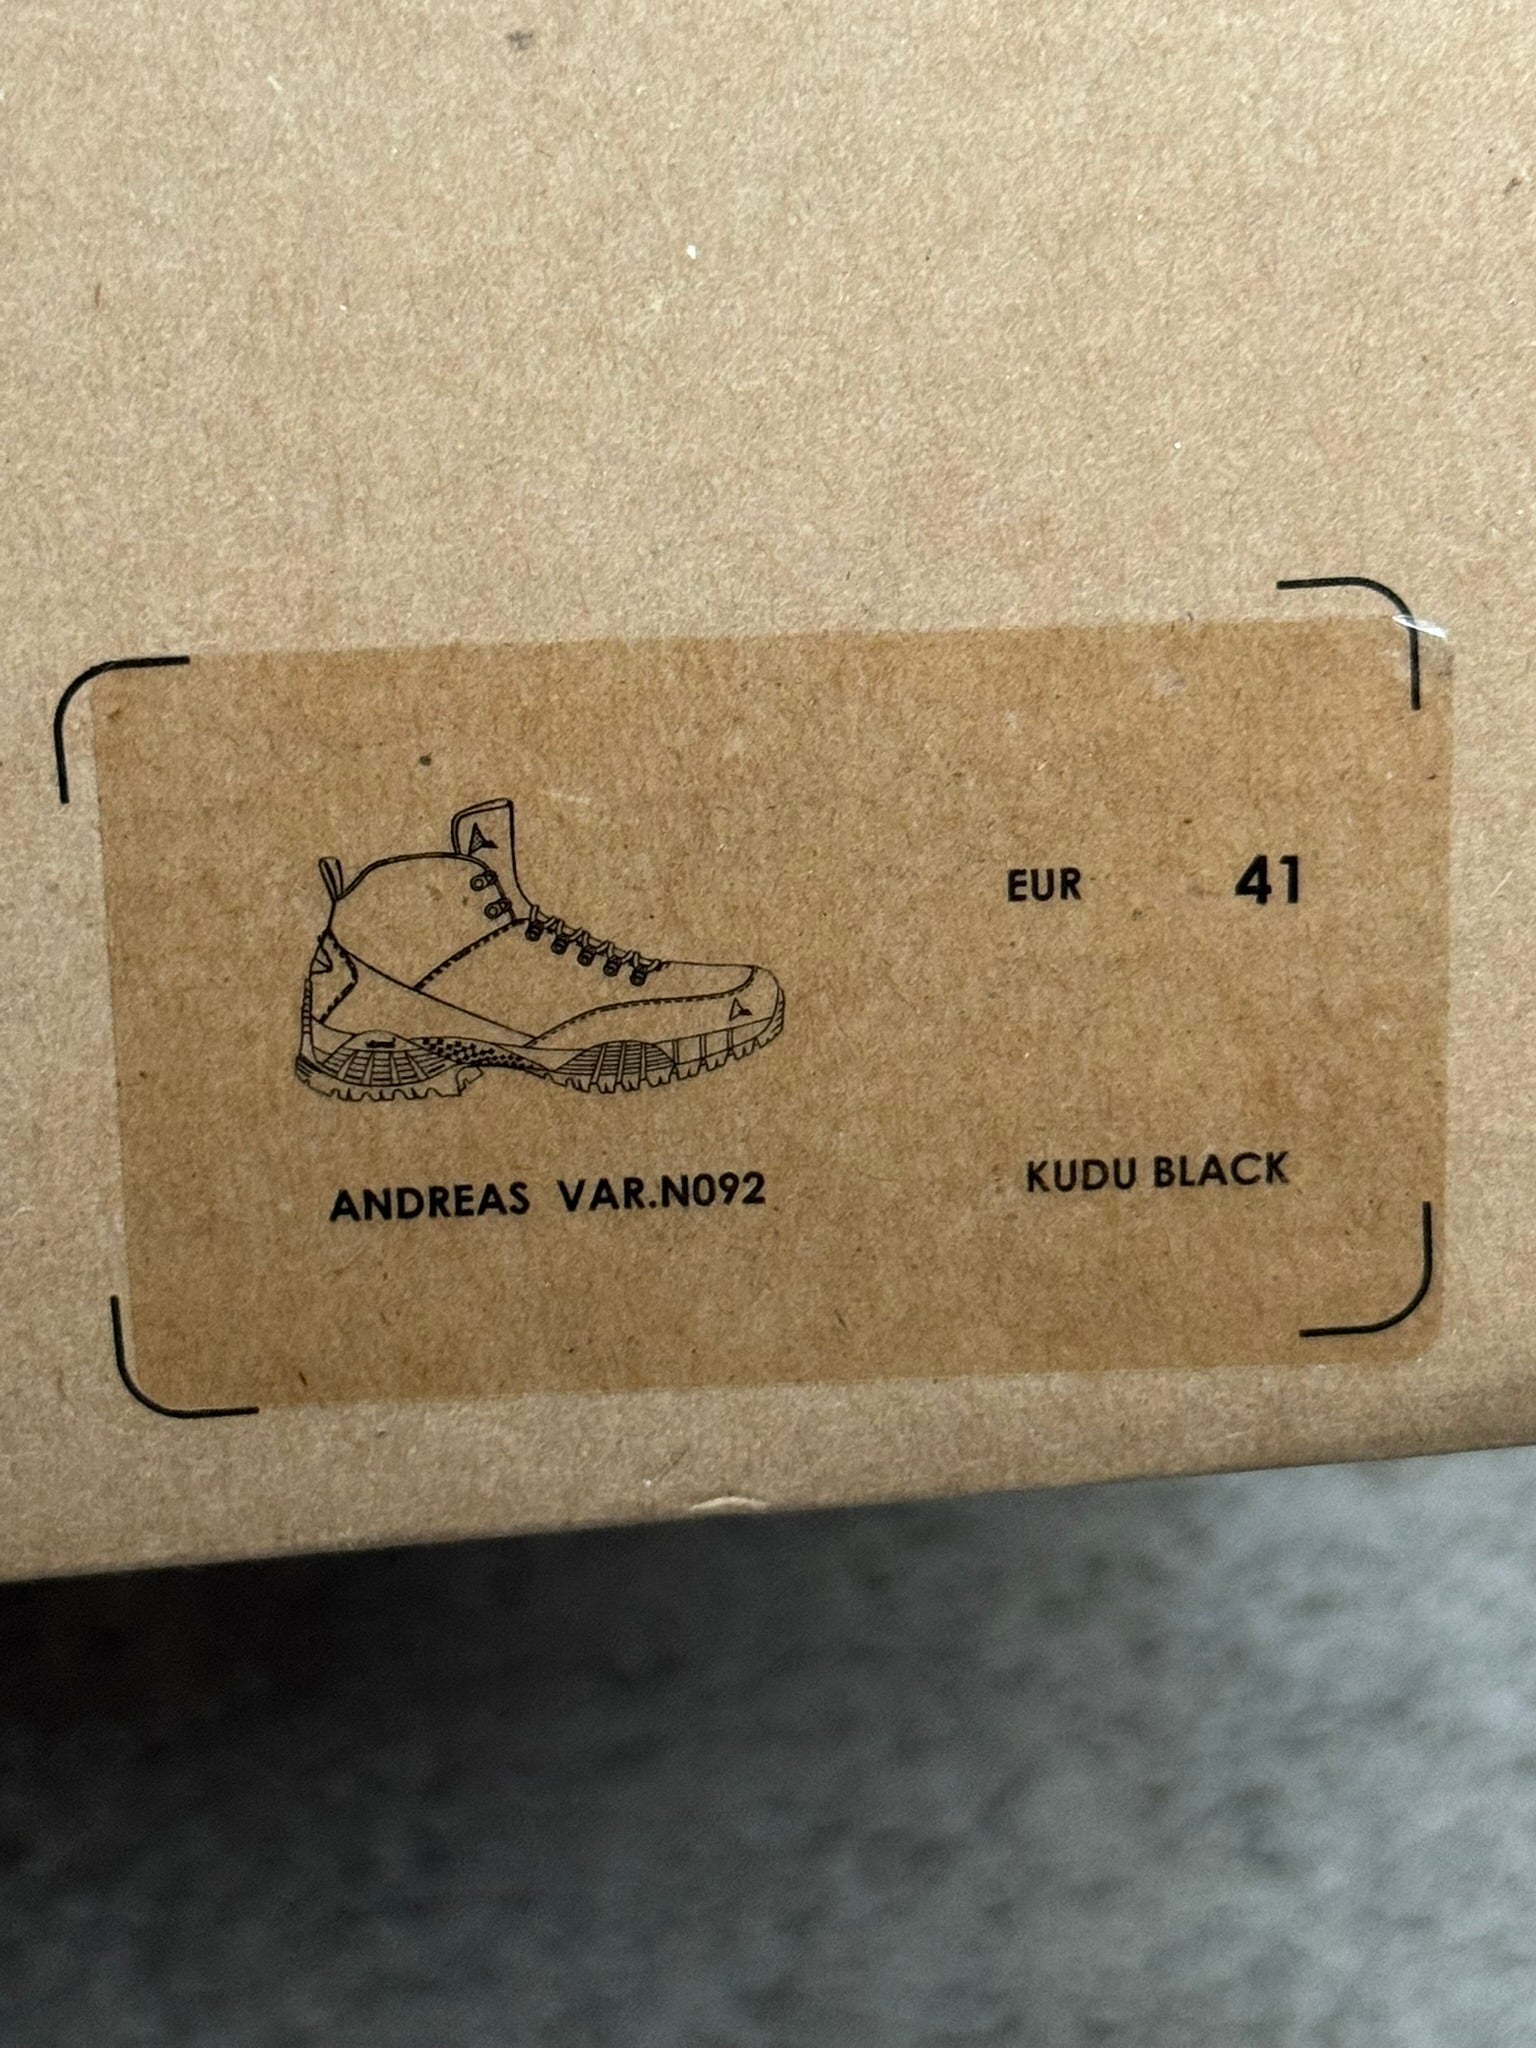 EUR 41
ANDREAS VAR.N092
KUDU BLACK